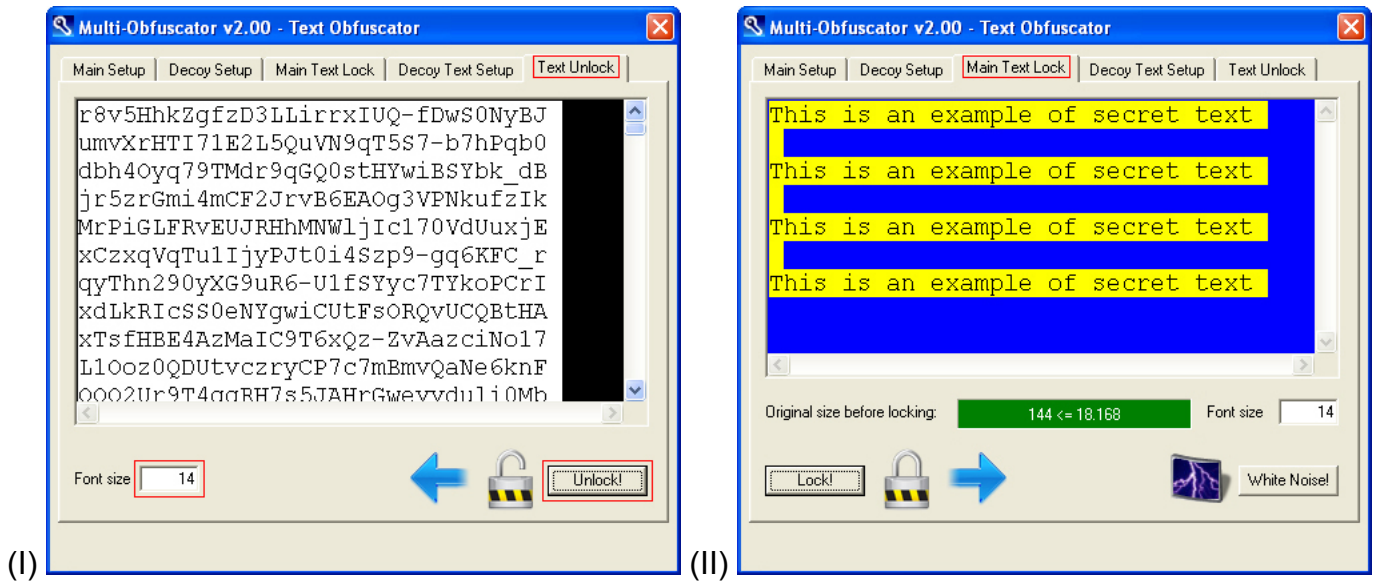 Multi-Obfuscator v2.00 - Text Obfuscator
Main Setup Decoy Setup Main Text Lock Decoy Text Setup Text Unlock
r8v5HhkZgfzD3LLirrxIUQ-fDwS0NyBJ
umvXrHTI71E2L5QuVN9qT5S7-b7hPqb0
dbh4Oyq79TMdr9qGQ0stHYwiBSYbk_dB
jr5zrGmi4mCF2JrvB6EAOg3VPNkufzIk
MrPiGLFRvEUJRHhMNWljIc170VdUuxjE
xCzxqVqTu1IjyPJt0i4Szp9-gq6KFC_r
qyThn290yXG9uR6-U1fSYyc7TYkoPCrI
xdLkRIcSS0eNYgwiCUtFsORQvUCQBtHA
xTsfHBE4AzMaIC9T6xQz-ZvAazciNo17
L1Ooz0QDUtvczryCP7c7mBmvQaNe6knF
Font size 14
Unlock!
(I)
Multi-Obfuscator v2.00 - Text Obfuscator
Main Setup Decoy Setup Main Text Lock Decoy Text Setup Text Unlock
This is an example of secret text
This is an example of secret text
This is an example of secret text
This is an example of secret text
Original size before locking: 144 <= 18.168 Font size 14
Lock! White Noise!
(II)